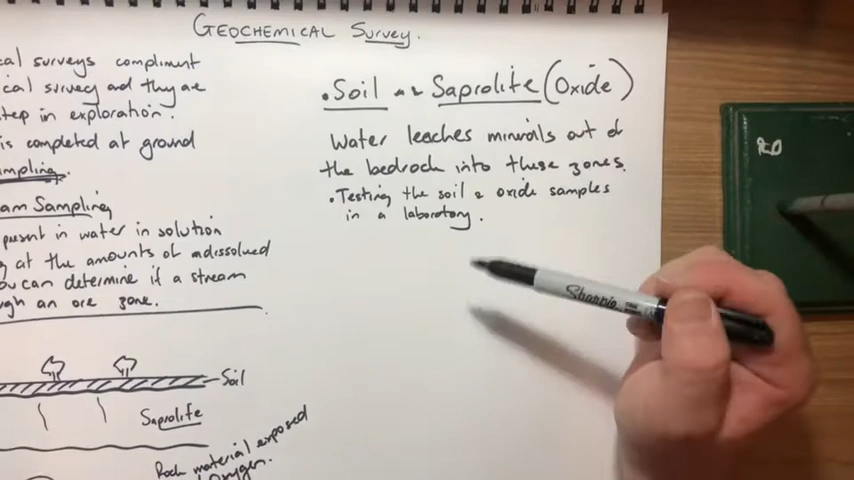 GEOCHEMICAL SURVEY.
cal surveys compliment
ical survey and they are
step in exploration.
is completed at ground
ampling.
am Sampling
present in water in solution
g at the amounts of dissolved
ou can determine if a stream
ugh an ore zone.
Soil
Saprolite
Rock material exposed
oxygen.
•Soil Saprolite (Oxide)
Water leaches minerals out of
the bedrock into these zones.
•Testing the soil & oxide samples
in a laboratory.
Sharpie